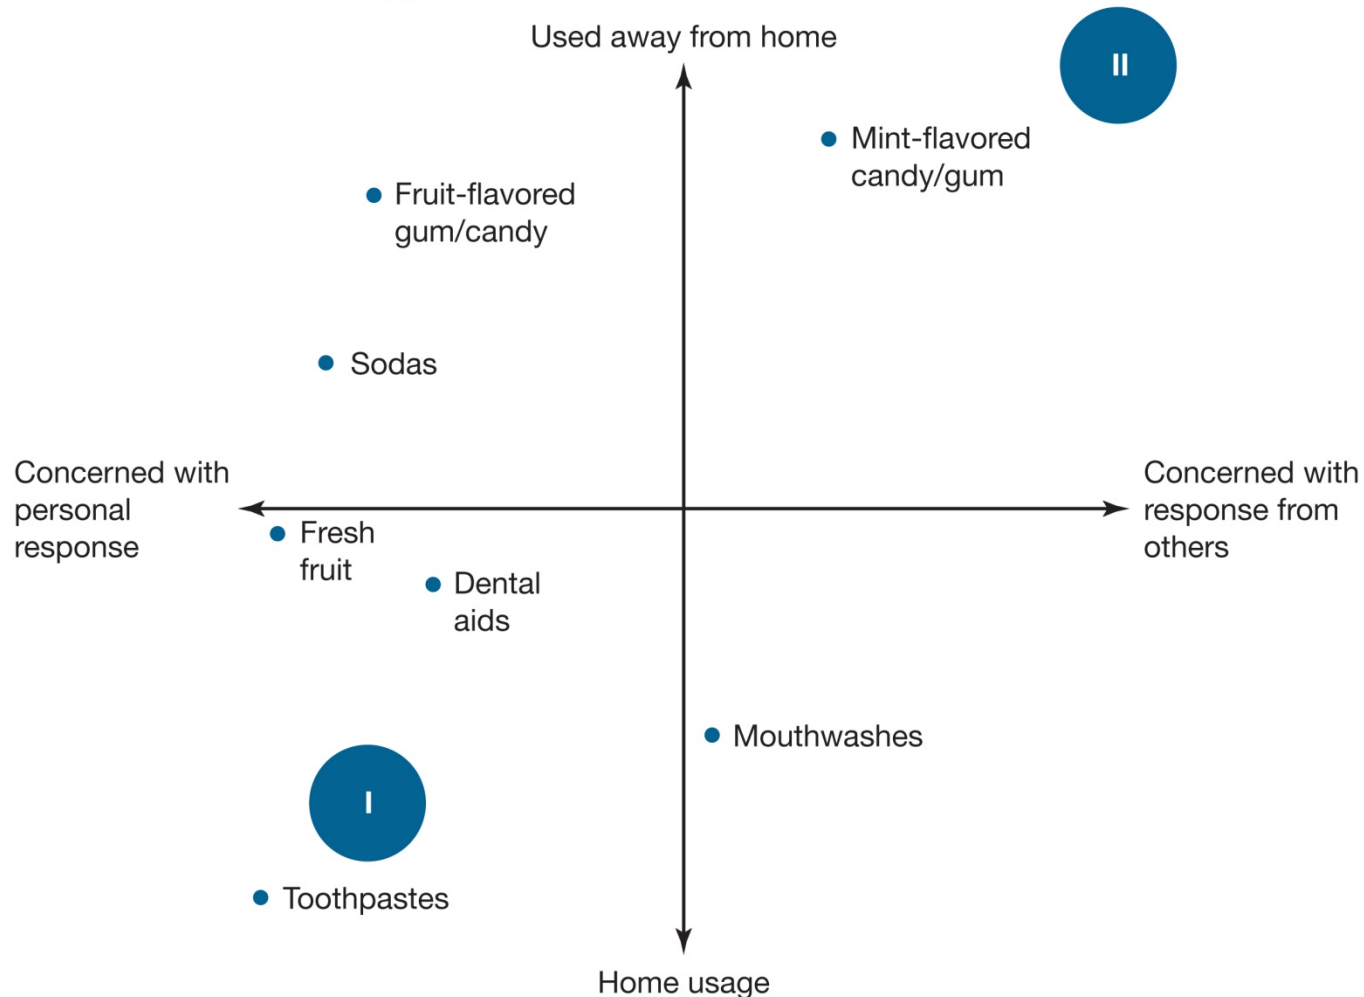 Used away from home
II
Mint-flavored
candy/gum
Fruit-flavored
gum/candy
Sodas
Concerned with
personal
response
Concerned with
response from
others
Fresh
fruit
Dental
aids
Mouthwashes
I
Toothpastes
Home usage